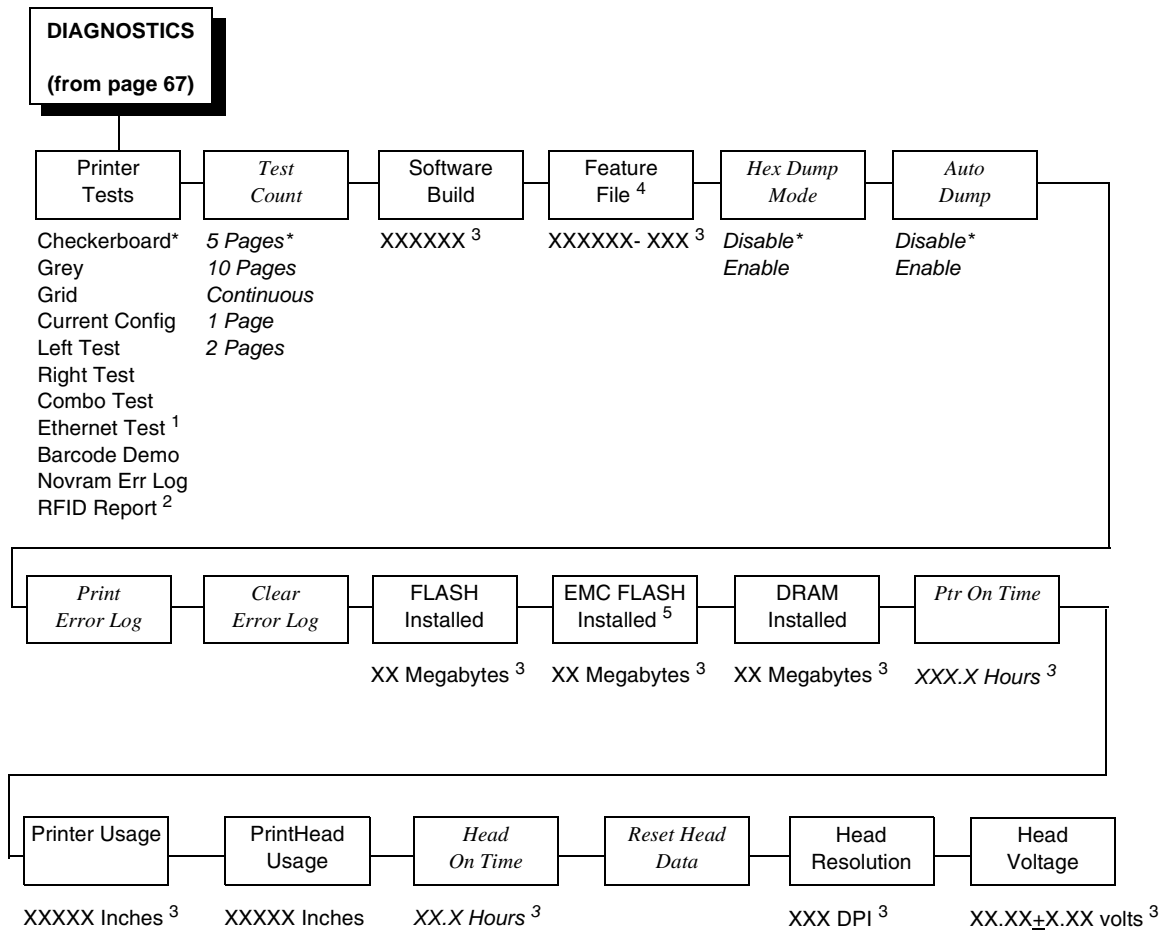 DIAGNOSTICS
(from page 67)
Printer
Tests
Test
Count
Software
Build
Feature
File 4
Hex Dump
Mode
Auto
Dump
Checkerboard*
Grey
Grid
Current Config
Left Test
Right Test
Combo Test
Ethernet Test 1
Barcode Demo
Novram Err Log
RFID Report 2
5 Pages*
10 Pages
Continuous
1 Page
2 Pages
XXXXXX 3
XXXXXX- XXX 3
Disable*
Enable
Disable*
Enable
Print
Error Log
Clear
Error Log
FLASH
Installed
EMC FLASH
Installed 5
DRAM
Installed
Ptr On Time
XX Megabytes 3
XX Megabytes 3
XX Megabytes 3
XXX.X Hours 3
Printer Usage
PrintHead
Usage
Head
On Time
Reset Head
Data
Head
Resolution
Head
Voltage
XXXXX Inches 3
XXXXX Inches
XX.X Hours 3
XXX DPI 3
XX.XX±X.XX volts 3